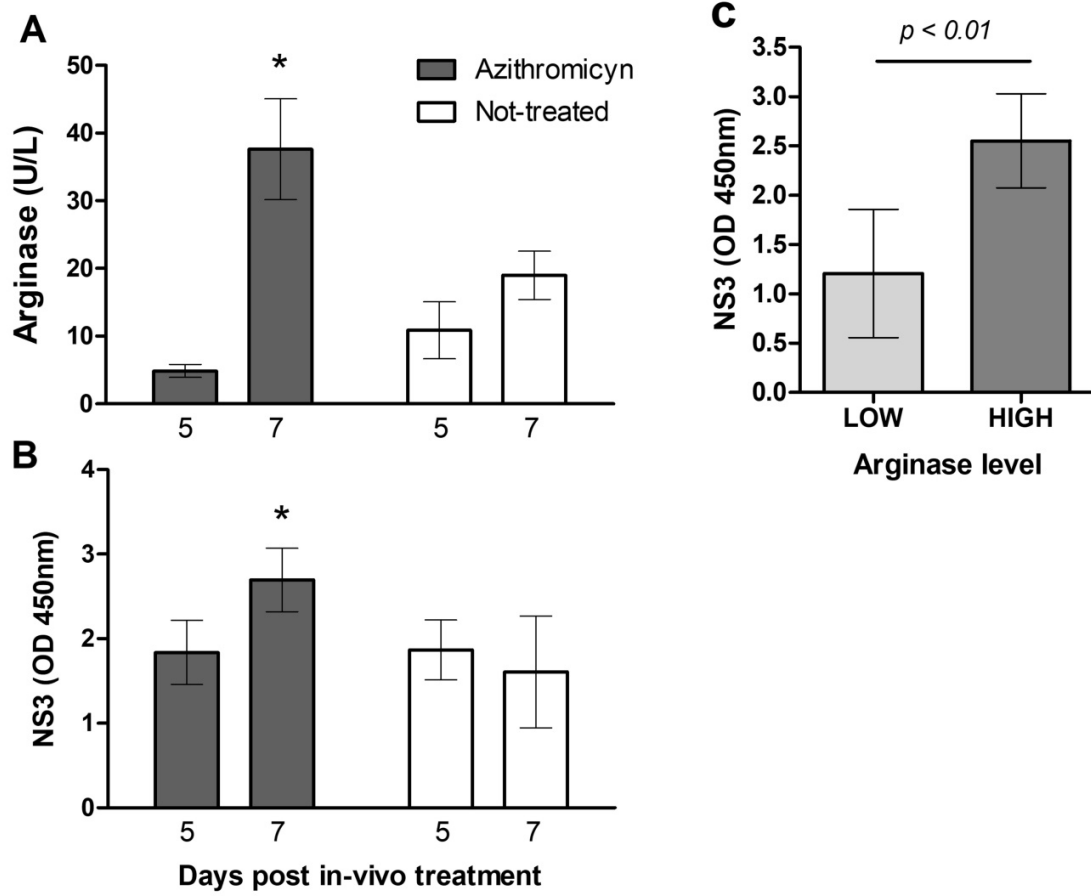 A
Arginase (U/L)
50
40
30
20
10
0
*
Azithromicyn
Not-treated
5 7 5 7
B
NS3 (OD 450nm)
4
3
2
1
0
*
5 7 5 7
Days post in-vivo treatment
C
p < 0.01
NS3 (OD 450nm)
3.5
3.0
2.5
2.0
1.5
1.0
0.5
0.0
LOW HIGH
Arginase level